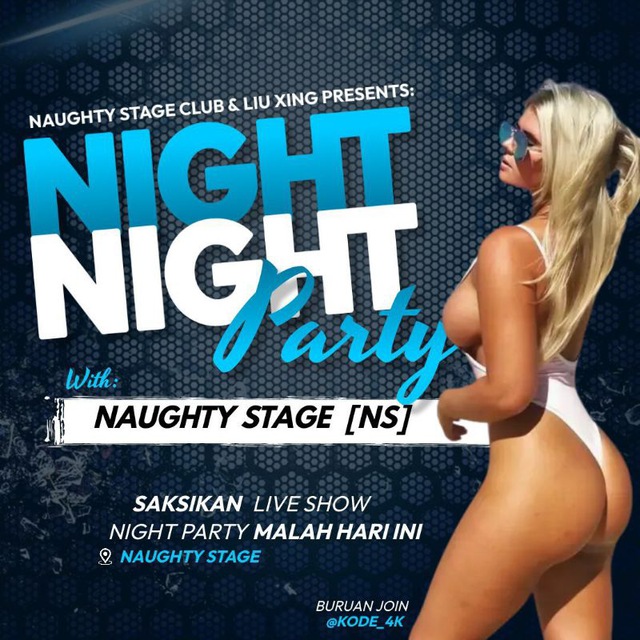 NAUGHTY STAGE CLUB & LIU XING PRESENTS:
NIGHT
NIGHT
Party
With:
NAUGHTY STAGE [NS]
SAKSIKAN LIVE SHOW
NIGHT PARTY MALAH HARI INI
NAUGHTY STAGE
BURUAN JOIN
@KODE_4K